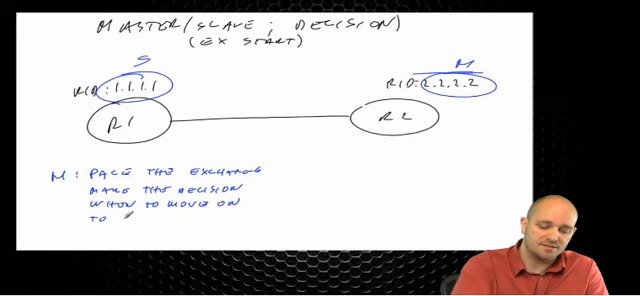 MASTER/SLAVE ; DECISION)
(EX START)
S M
RID: 1.1.1.1 RID: 2.2.2.2
R1 R2
M: PACE THE EXCHANGE
MAKE THE DECISION
WHEN TO MOVE ON
TO